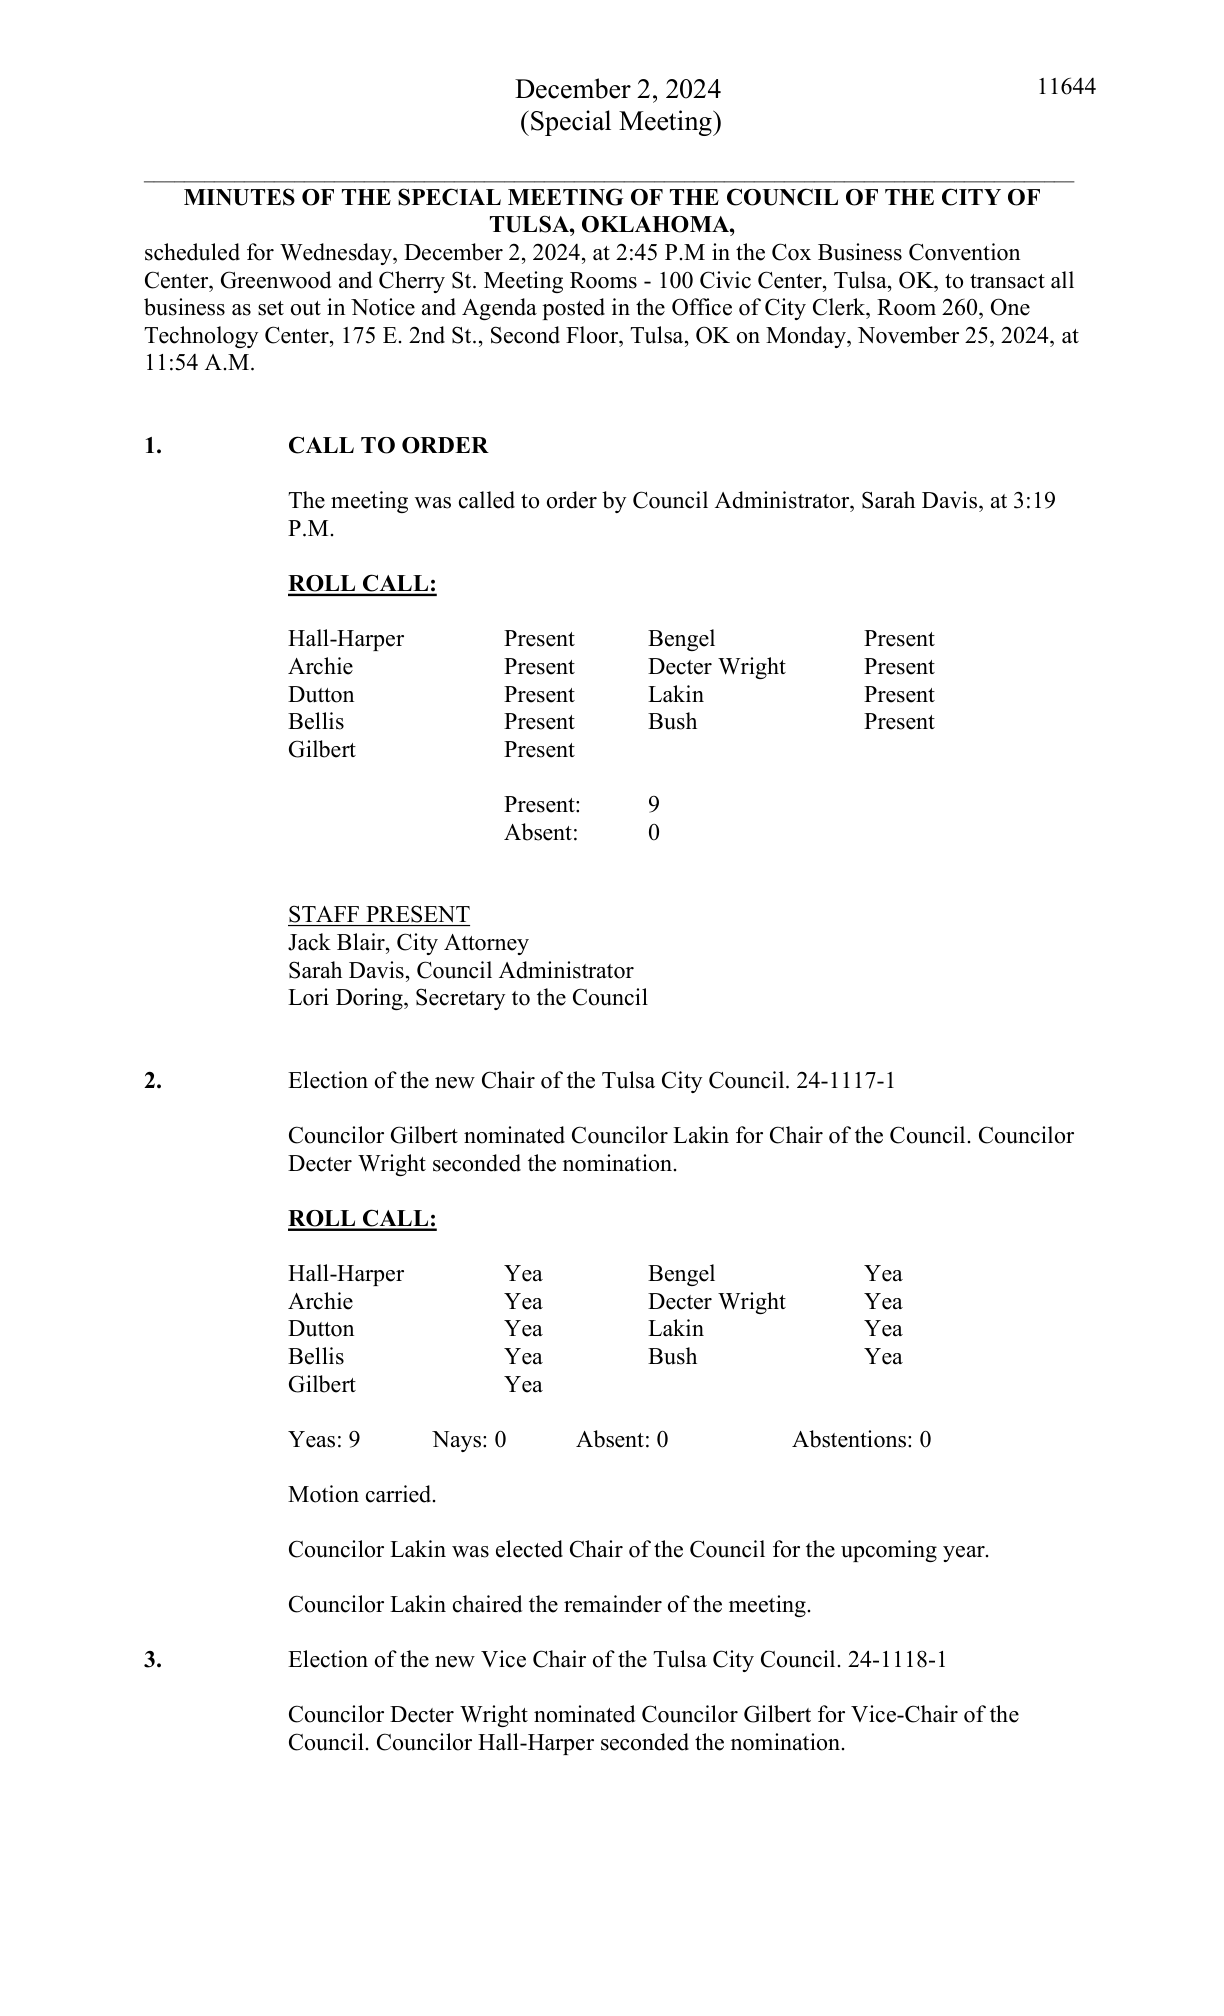 December 2, 2024
(Special Meeting)
11644
MINUTES OF THE SPECIAL MEETING OF THE COUNCIL OF THE CITY OF
TULSA, OKLAHOMA,
scheduled for Wednesday, December 2, 2024, at 2:45 P.M in the Cox Business Convention
Center, Greenwood and Cherry St. Meeting Rooms - 100 Civic Center, Tulsa, OK, to transact all
business as set out in Notice and Agenda posted in the Office of City Clerk, Room 260, One
Technology Center, 175 E. 2nd St., Second Floor, Tulsa, OK on Monday, November 25, 2024, at
11:54 A.M.
1. CALL TO ORDER
The meeting was called to order by Council Administrator, Sarah Davis, at 3:19
P.M.
ROLL CALL:
Hall-Harper Present Bengel Present
Archie Present Decter Wright Present
Dutton Present Lakin Present
Bellis Present Bush Present
Gilbert Present
Present: 9
Absent: 0
STAFF PRESENT
Jack Blair, City Attorney
Sarah Davis, Council Administrator
Lori Doring, Secretary to the Council
2. Election of the new Chair of the Tulsa City Council. 24-1117-1
Councilor Gilbert nominated Councilor Lakin for Chair of the Council. Councilor
Decter Wright seconded the nomination.
ROLL CALL:
Hall-Harper Yea Bengel Yea
Archie Yea Decter Wright Yea
Dutton Yea Lakin Yea
Bellis Yea Bush Yea
Gilbert Yea
Yeas: 9 Nays: 0 Absent: 0 Abstentions: 0
Motion carried.
Councilor Lakin was elected Chair of the Council for the upcoming year.
Councilor Lakin chaired the remainder of the meeting.
3. Election of the new Vice Chair of the Tulsa City Council. 24-1118-1
Councilor Decter Wright nominated Councilor Gilbert for Vice-Chair of the
Council. Councilor Hall-Harper seconded the nomination.